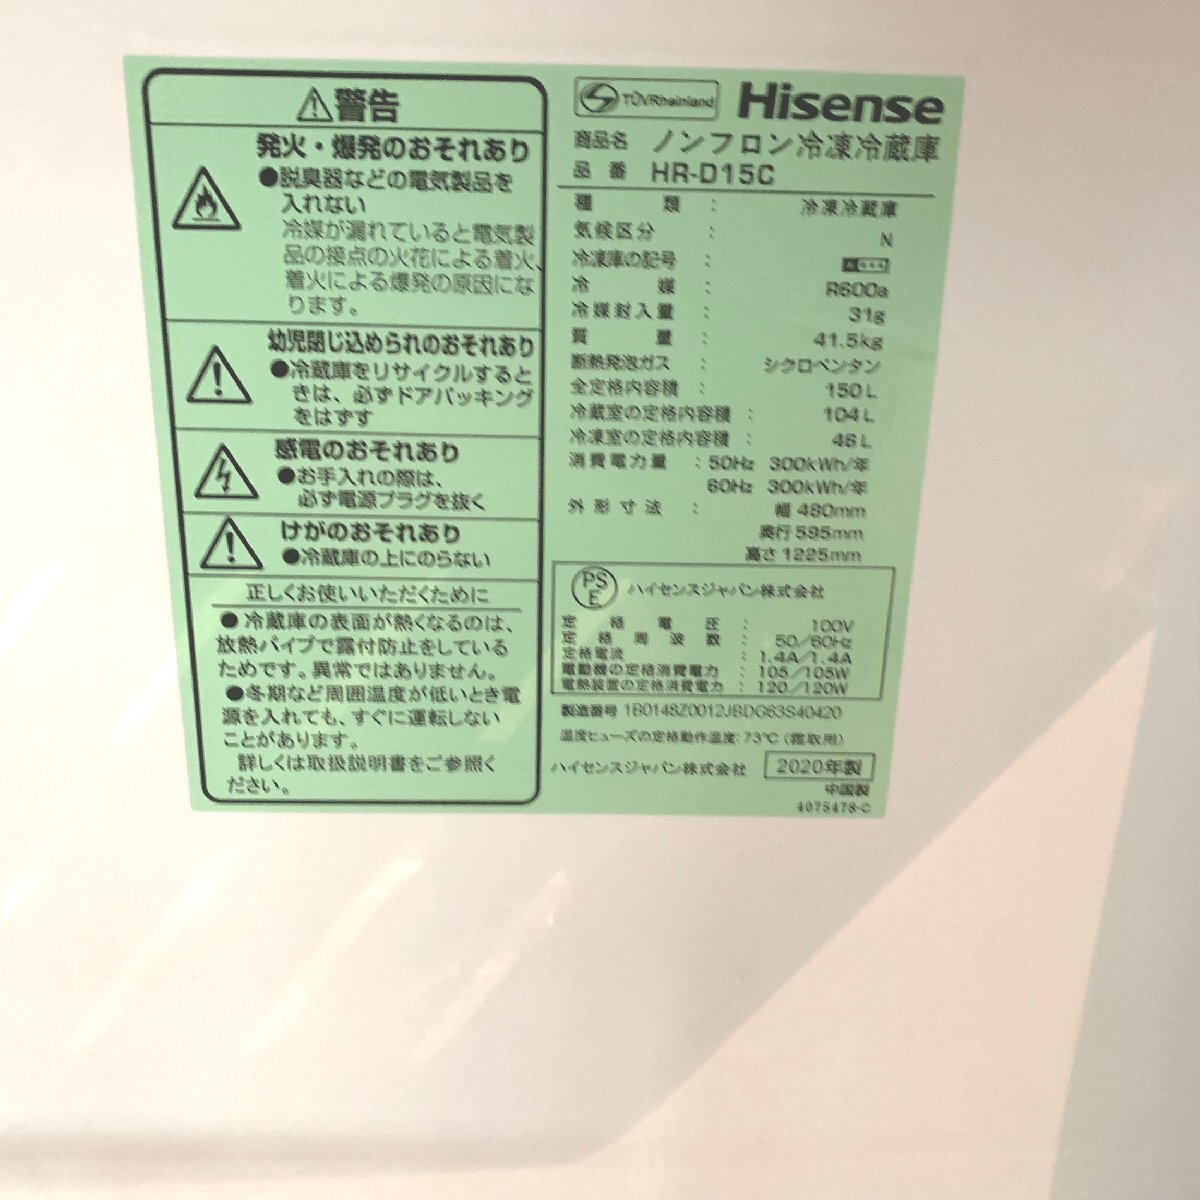 ⚠警告
発火・爆発のおそれあり
●脱臭器などの電気製品を
入れない
冷媒が漏れていると電気製
品の接点の火花による着火、
着火による爆発の原因にな
ります。
幼児閉じ込められのおそれあり
●冷蔵庫をリサイクルすると
きは、必ずドアパッキング
をはずす
感電のおそれあり
●お手入れの際は、
必ず電源プラグを抜く
けがのおそれあり
●冷蔵庫の上にのらない
正しくお使いいただくために
●冷蔵庫の表面が熱くなるのは、
放熱パイプで露付防止をしている
ためです。異常ではありません。
●冬期など周囲温度が低いとき電
源を入れても、すぐに運転しない
ことがあります。
詳しくは取扱説明書をご参照く
ださい。
TÜVRheinland Hisense
商品名 ノンフロン冷凍冷蔵庫
品番 HR-D15C
種類 : 冷凍冷蔵庫
気候区分 : N
冷凍庫の記号 :
冷媒 : R600a
冷媒封入量 : 31g
質量 : 41.5kg
断熱発泡ガス : シクロペンタン
全定格内容積 : 150L
冷蔵室の定格内容積 : 104L
冷凍室の定格内容積 : 46L
消費電力量 : 50Hz 300kWh/年
60Hz 300kWh/年
外形寸法 : 幅 480mm
奥行 595mm
高さ 1225mm
PSE ハイセンスジャパン株式会社
定格電圧 : 100V
定格周波数 : 50/60Hz
定格電流 : 1.4A/1.4A
電動機の定格消費電力 : 105/105W
電熱装置の定格消費電力 : 120/120W
製造番号 1B0148Z0012JBDG63S40420
温度ヒューズの定格動作温度:73℃(霜取用)
ハイセンスジャパン株式会社 2020年製
中国製
4075478-C